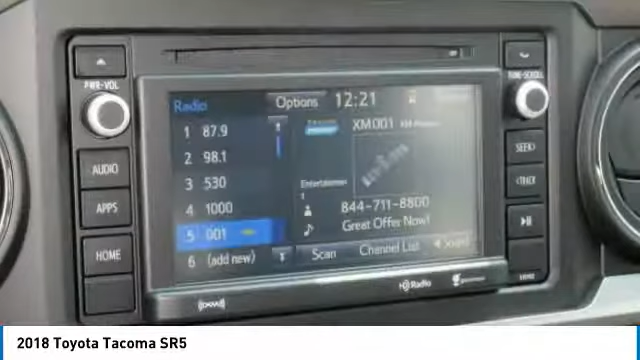 PWR•VOL
TUNE•SCROLL
Radio
Options
12:21
1 87.9
XM001
2 98.1
3 530
Entertainment
1
4 1000
844-711-8800
5 001
Great Offer Now!
6 (add new)
Scan
Channel List
Sound
AUDIO
APPS
HOME
SEEK>
<TRACK
HD Radio
2018 Toyota Tacoma SR5